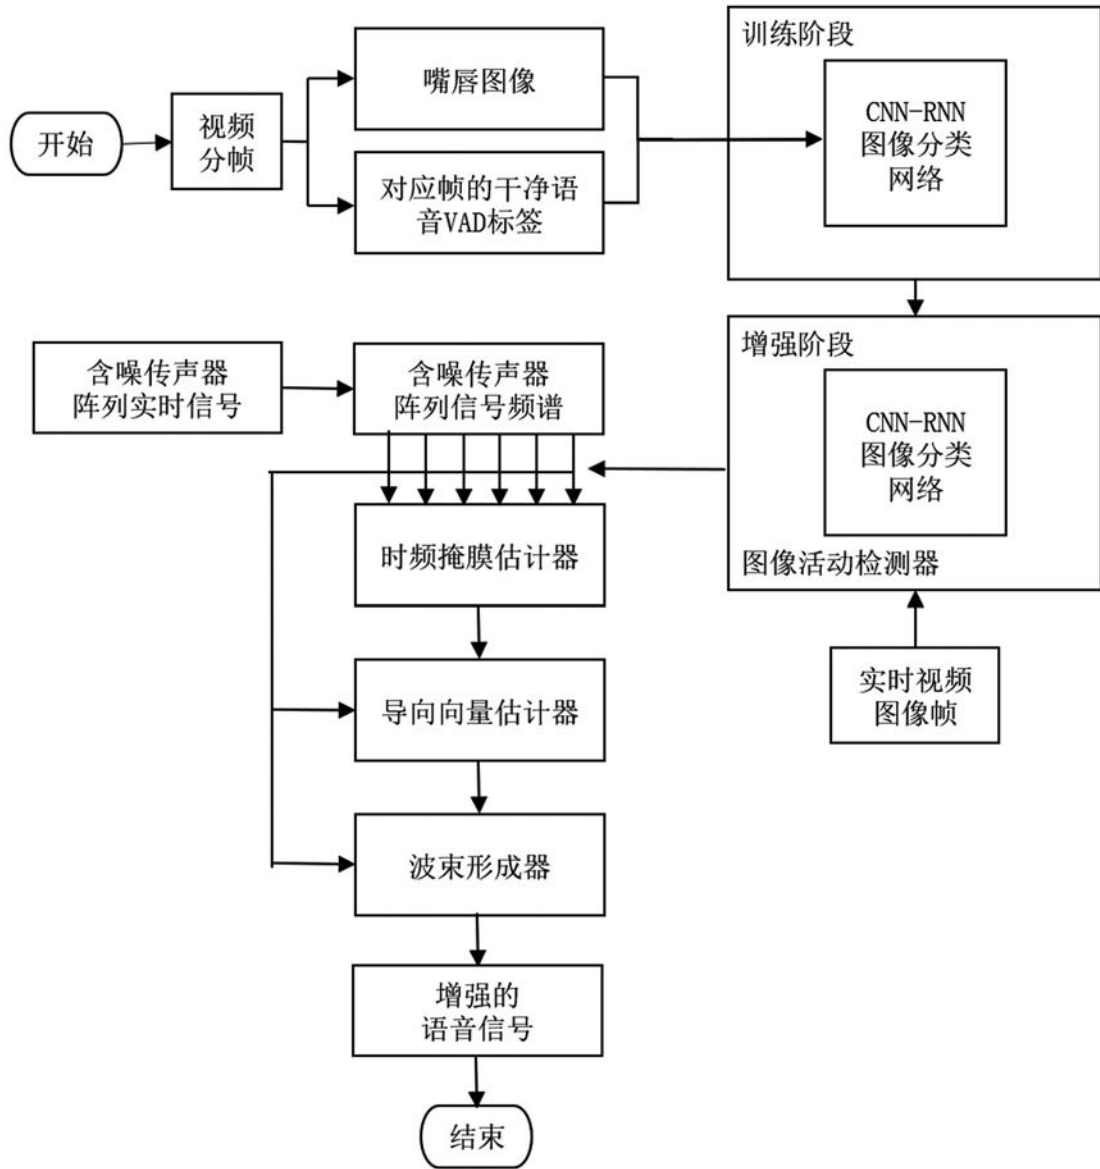 开始
视频
分帧
嘴唇图像
对应帧的干净语
音VAD标签
训练阶段
CNN-RNN
图像分类
网络
含噪传声器
阵列实时信号
含噪传声器
阵列信号频谱
增强阶段
CNN-RNN
图像分类
网络
图像活动检测器
时频掩膜估计器
实时视频
图像帧
导向向量估计器
波束形成器
增强的
语音信号
结束